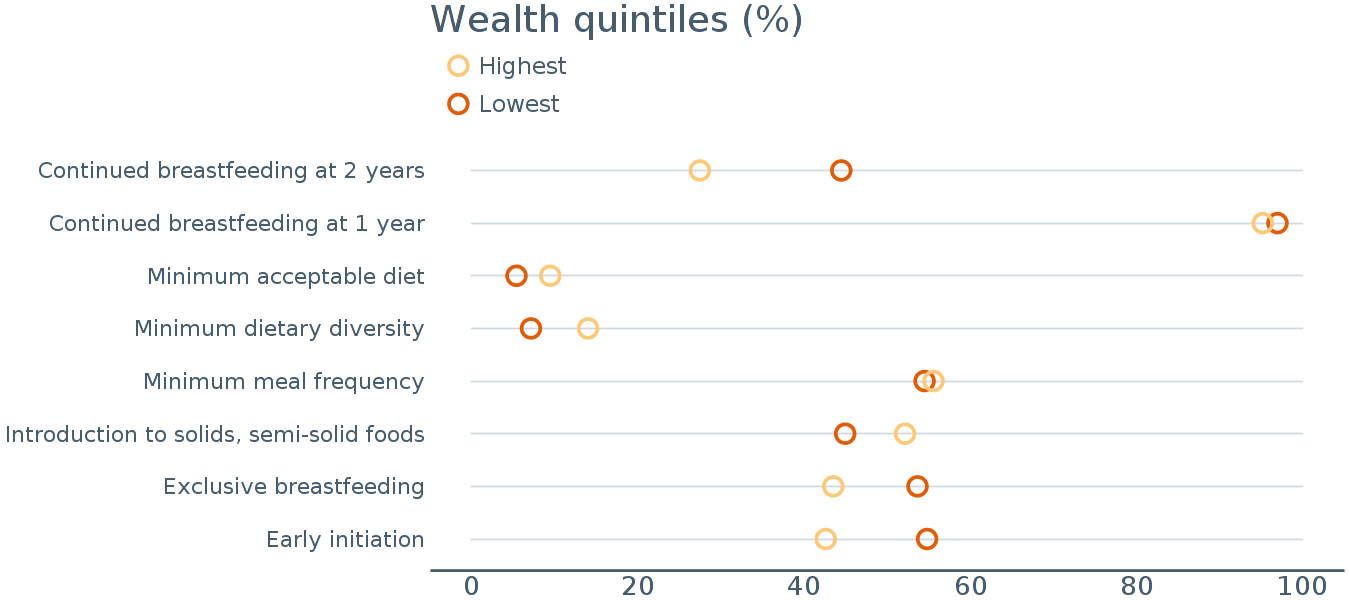 Wealth quintiles (%)
Highest
Lowest
Continued breastfeeding at 2 years
Continued breastfeeding at 1 year
Minimum acceptable diet
Minimum dietary diversity
Minimum meal frequency
Introduction to solids, semi-solid foods
Exclusive breastfeeding
Early initiation
0 20 40 60 80 100